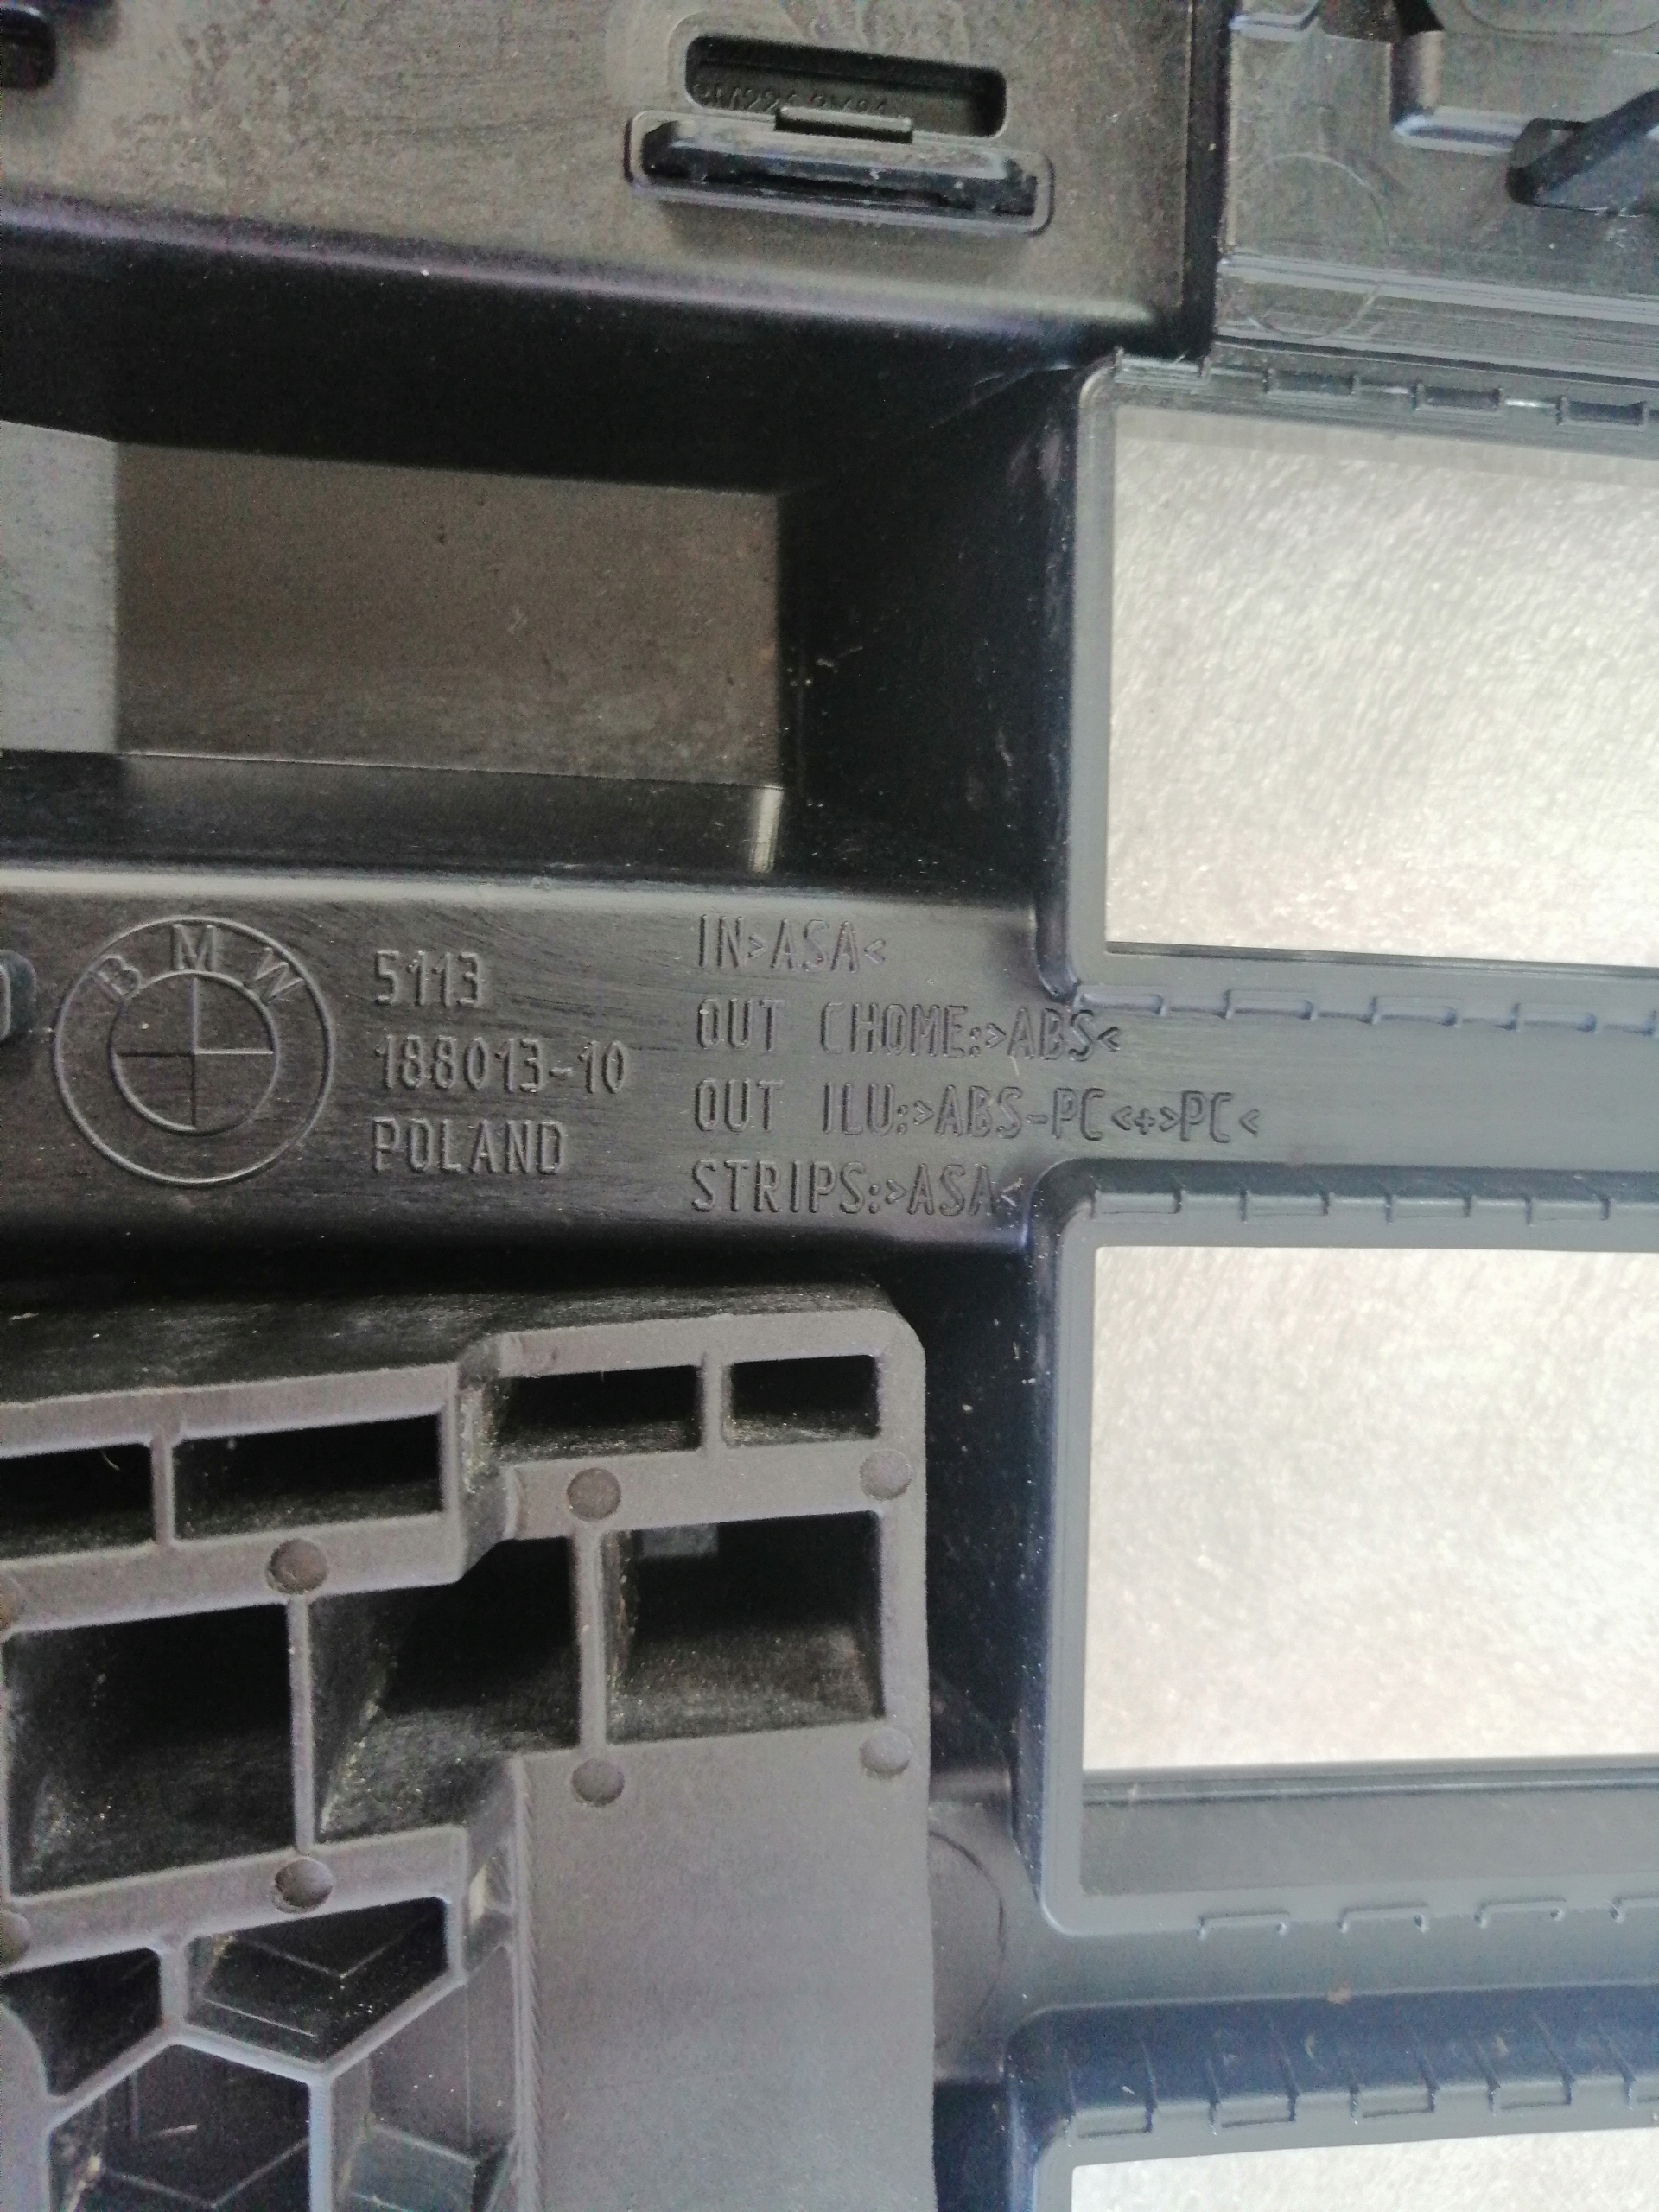 BMW
5113
188013-10
POLAND
IN>ASA<
OUT CHOME:>ABS<
OUT ILU:>ABS-PC<+>PC<
STRIPS:>ASA<